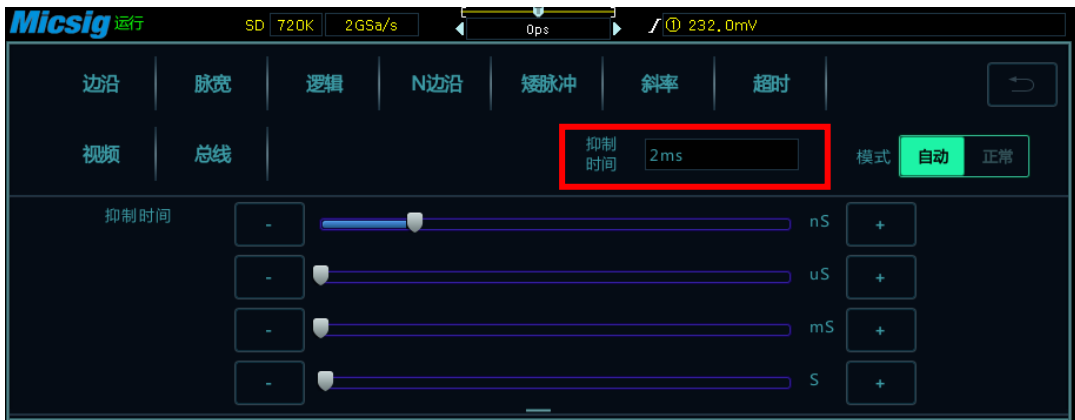 Micsig 运行 SD 720K 2GSa/s 0ps ① 232.0mV
边沿 脉宽 逻辑 N边沿 矮脉冲 斜率 超时
视频 总线 抑制时间 2ms 模式 自动 正常
抑制时间 - nS +
- uS +
- mS +
- S +